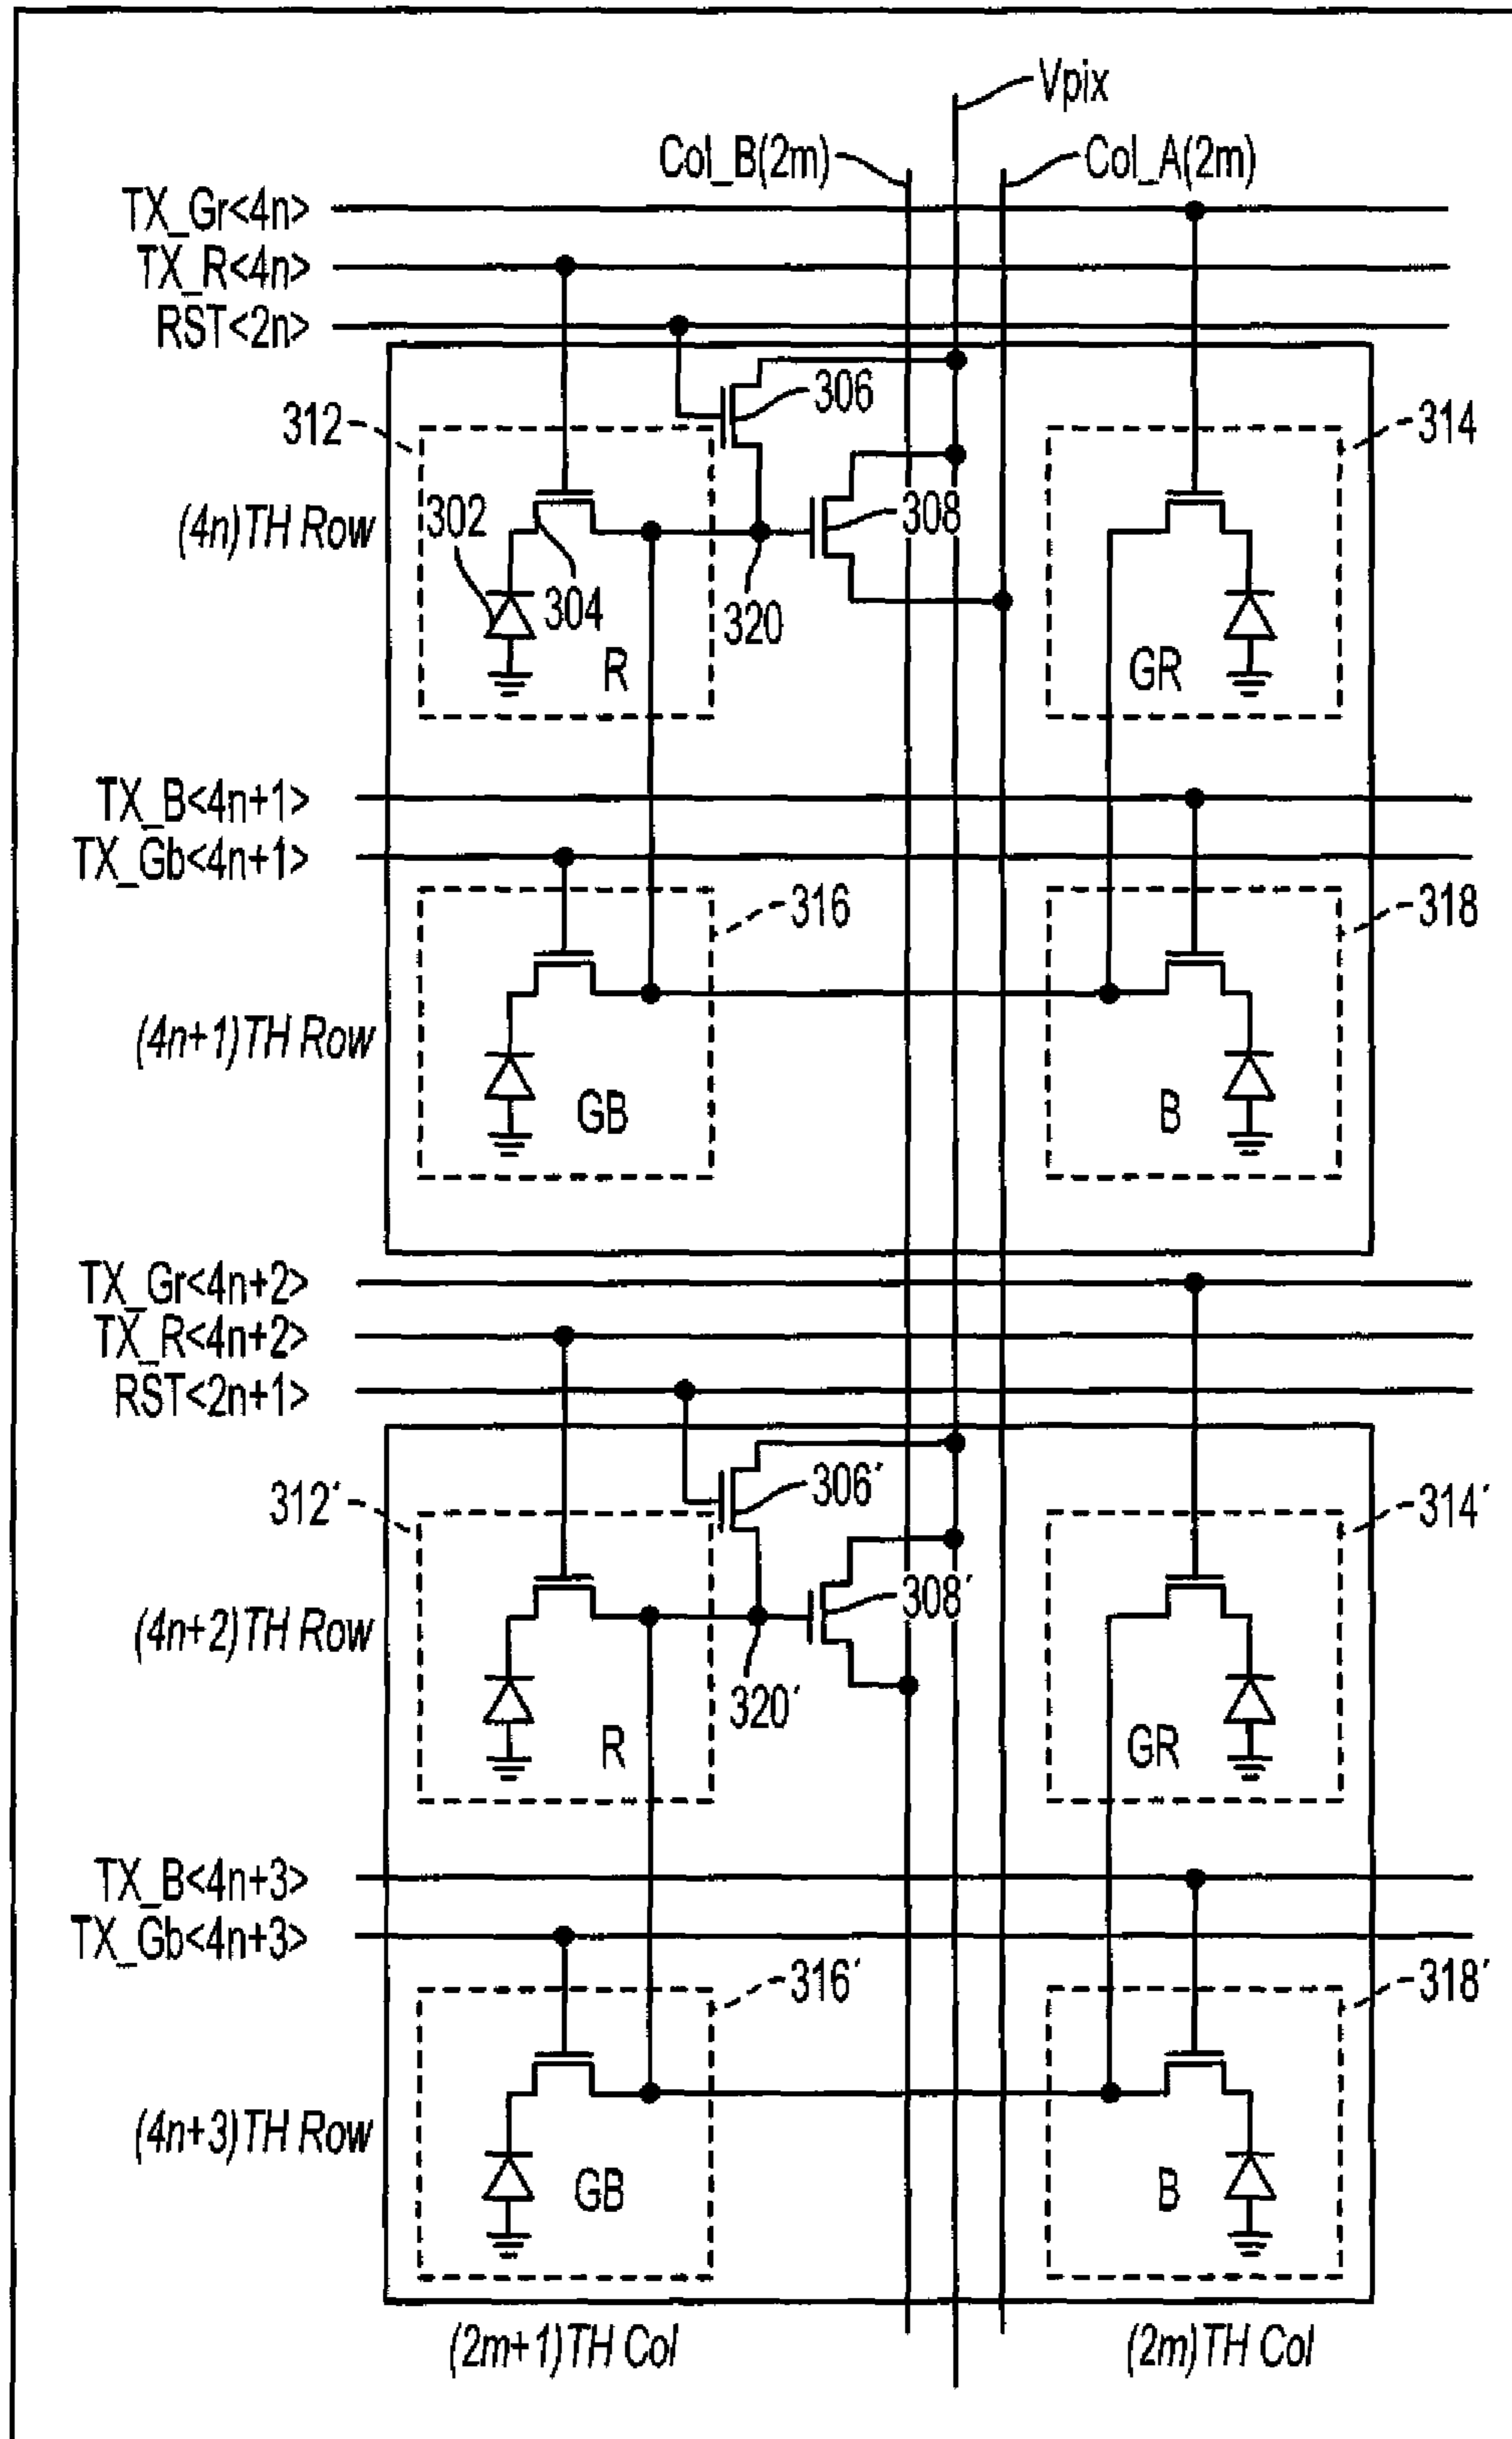 Vpix
Col_B(2m) Col_A(2m)
TX_Gr<4n>
TX_R<4n>
RST<2n>
306
312
314
(4n)TH Row
302
308
304
320
R
GR
TX_B<4n+1>
TX_Gb<4n+1>
316
318
(4n+1)TH Row
GB
B
TX_Gr<4n+2>
TX_R<4n+2>
RST<2n+1>
306′
312′
314′
308′
(4n+2)TH Row
320′
R
GR
TX_B<4n+3>
TX_Gb<4n+3>
316′
318′
(4n+3)TH Row
GB
B
(2m+1)TH Col
(2m)TH Col